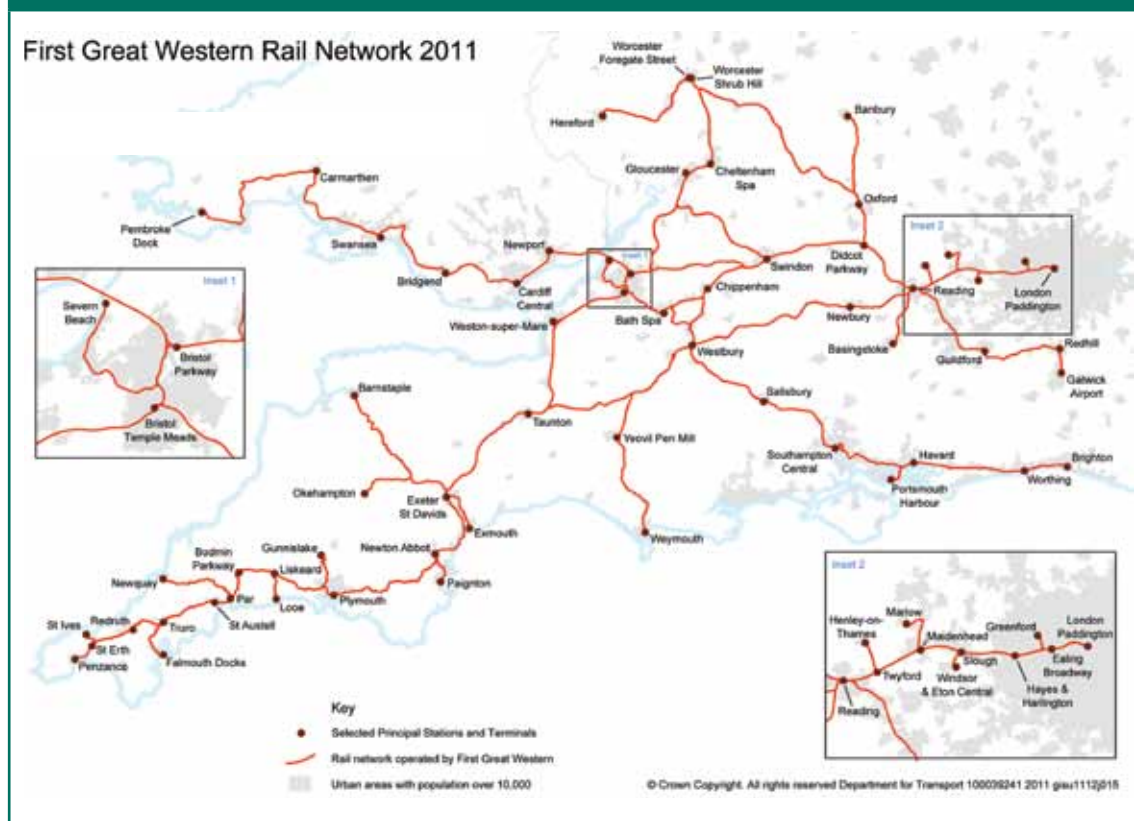 First Great Western Rail Network 2011
Worcester
Foregate Street
Worcester
Shrub Hill
Hereford
Banbury
Gloucester
Cheltenham
Spa
Carmarthen
Oxford
Pembroke
Dock
Swansea
Newport
Inset 1
Bridgend
Cardiff
Central
Swindon
Didcot
Parkway
Inset 2
Reading
London
Paddington
Inset 1
Severn
Beach
Bristol
Parkway
Bristol
Temple Meads
Weston-super-Mare
Bath Spa
Chippenham
Newbury
Westbury
Basingstoke
Guildford
Redhill
Gatwick
Airport
Barnstaple
Taunton
Salisbury
Yeovil Pen Mill
Southampton
Central
Havant
Brighton
Portsmouth
Harbour
Worthing
Okehampton
Exeter
St Davids
Exmouth
Weymouth
Newton Abbot
Gunnislake
Bodmin
Parkway
Liskeard
Newquay
Paignton
Plymouth
Looe
Par
St Austell
St Ives
Redruth
Truro
St Erth
Penzance
Falmouth Docks
Inset 2
Henley-on-
Thames
Marlow
Maidenhead
Greenford
London
Paddington
Slough
Ealing
Broadway
Twyford
Windsor
& Eton Central
Hayes &
Harlington
Reading
Key
Selected Principal Stations and Terminals
Rail network operated by First Great Western
Urban areas with population over 10,000
© Crown Copyright. All rights reserved Department for Transport 100039241 2011 gisu1112j015